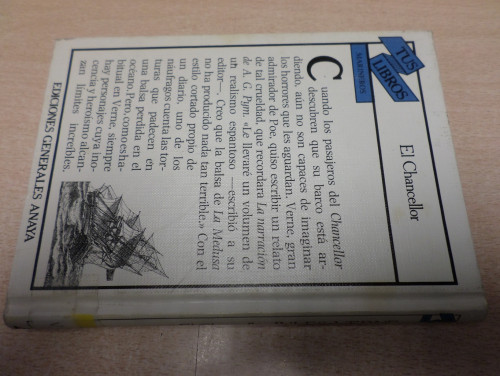 TUS
LIBROS
MAR/INTRIGA
El Chancellor
Cuando los pasajeros del Chancellor
descubren que su barco está ar-
diendo, aún no son capaces de imaginar
los horrores que les aguardan. Verne, gran
admirador de Poe, quiso escribir un relato
de tal crueldad, que recordará La narración
de A. G. Pym. «Le llevaré un volumen de
un realismo espantoso —escribió a su
editor—. Creo que la balsa de La Medusa
no ha producido nada tan terrible.» Con el
estilo cortado propio de
un diario, uno de los
náufragos cuenta las tor-
turas que padecen en
una balsa perdida en el
océano. Pero, como es ha-
bitual en Verne, siempre
hay personajes cuya ino-
cencia y heroísmo alcan-
zan límites increíbles.
EDICIONES GENERALES ANAYA